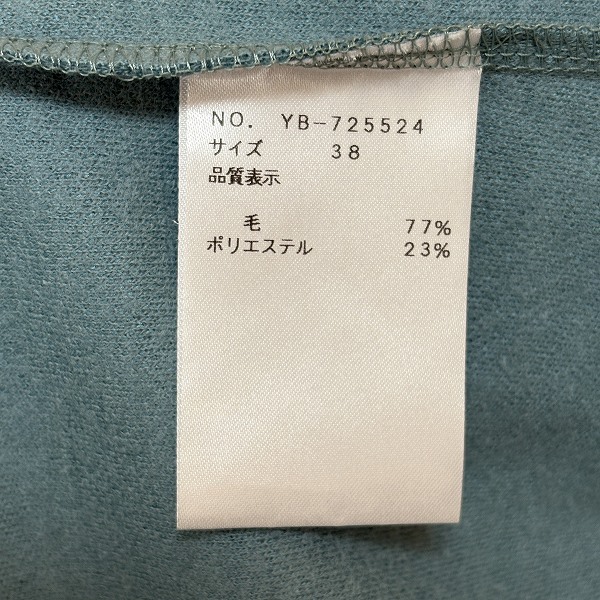 NO. YB-725524
サイズ 38
品質表示
毛 77%
ポリエステル 23%